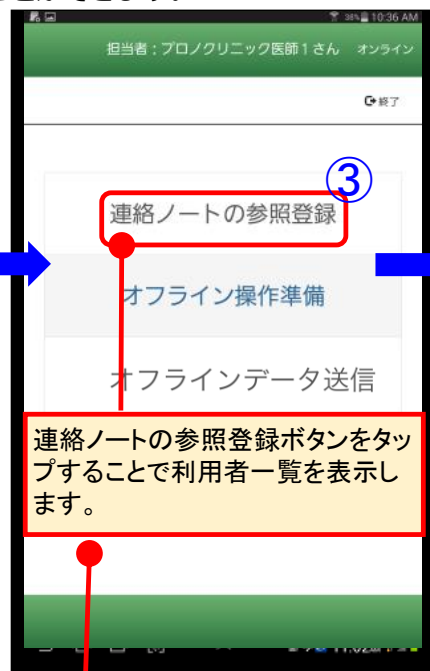 38% 10:36 AM
担当者：プロノクリニック医師１さん オンライン
終了
③
連絡ノートの参照登録
オフライン操作準備
オフラインデータ送信
連絡ノートの参照登録ボタンをタッ
プすることで利用者一覧を表示し
ます。